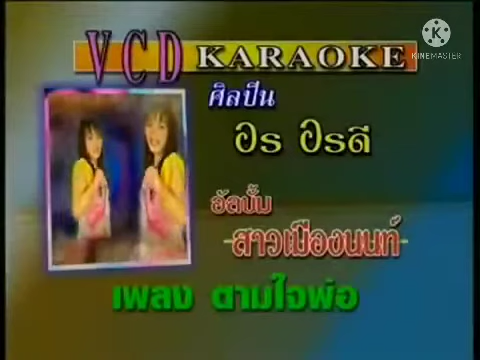 VCD KARAOKE
KINEMASTER
ศิลปิน
อร อรดี
อัลบั้ม
-สาวเมืองนนท์-
เพลง ตามใจพ่อ